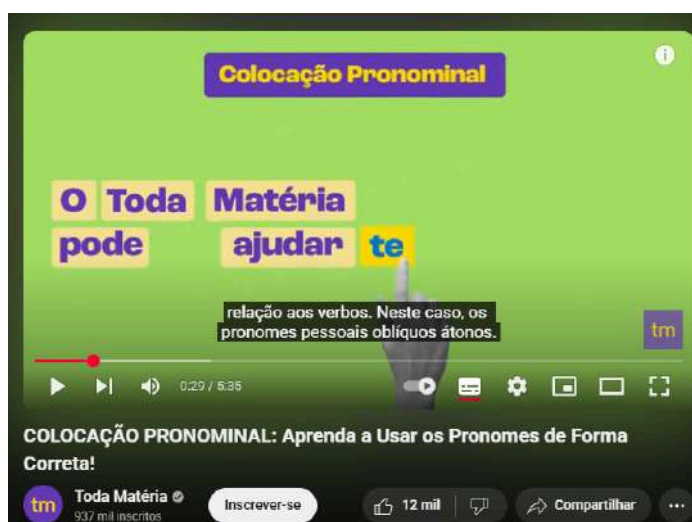 Colocação Pronominal
O Toda Matéria
pode ajudar te
relação aos verbos. Neste caso, os
pronomes pessoais oblíquos átonos.
tm
0:29 / 5:35
COLOCAÇÃO PRONOMINAL: Aprenda a Usar os Pronomes de Forma
Correta!
tm
Toda Matéria
937 mil inscritos
Inscrever-se
12 mil
Compartilhar